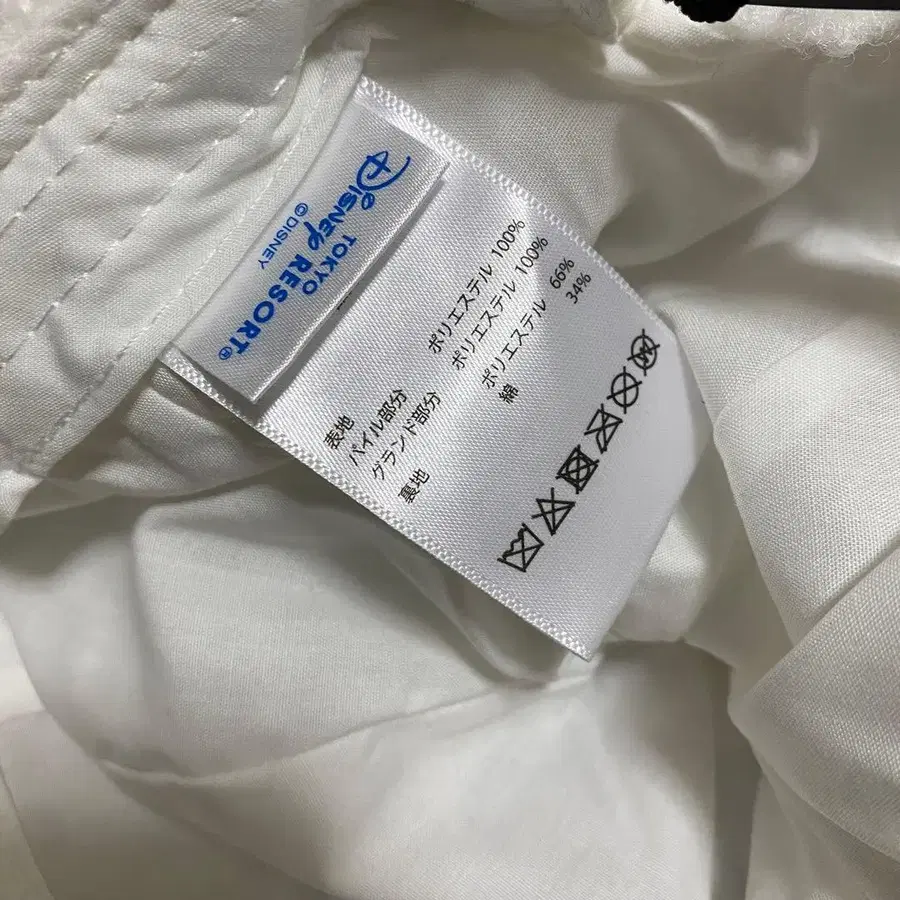 Disney
TOKYO
RESORT®
©DISNEY
表地
パイル部分 ポリエステル 100%
グランド部分 ポリエステル 100%
裏地 ポリエステル 66%
綿 34%